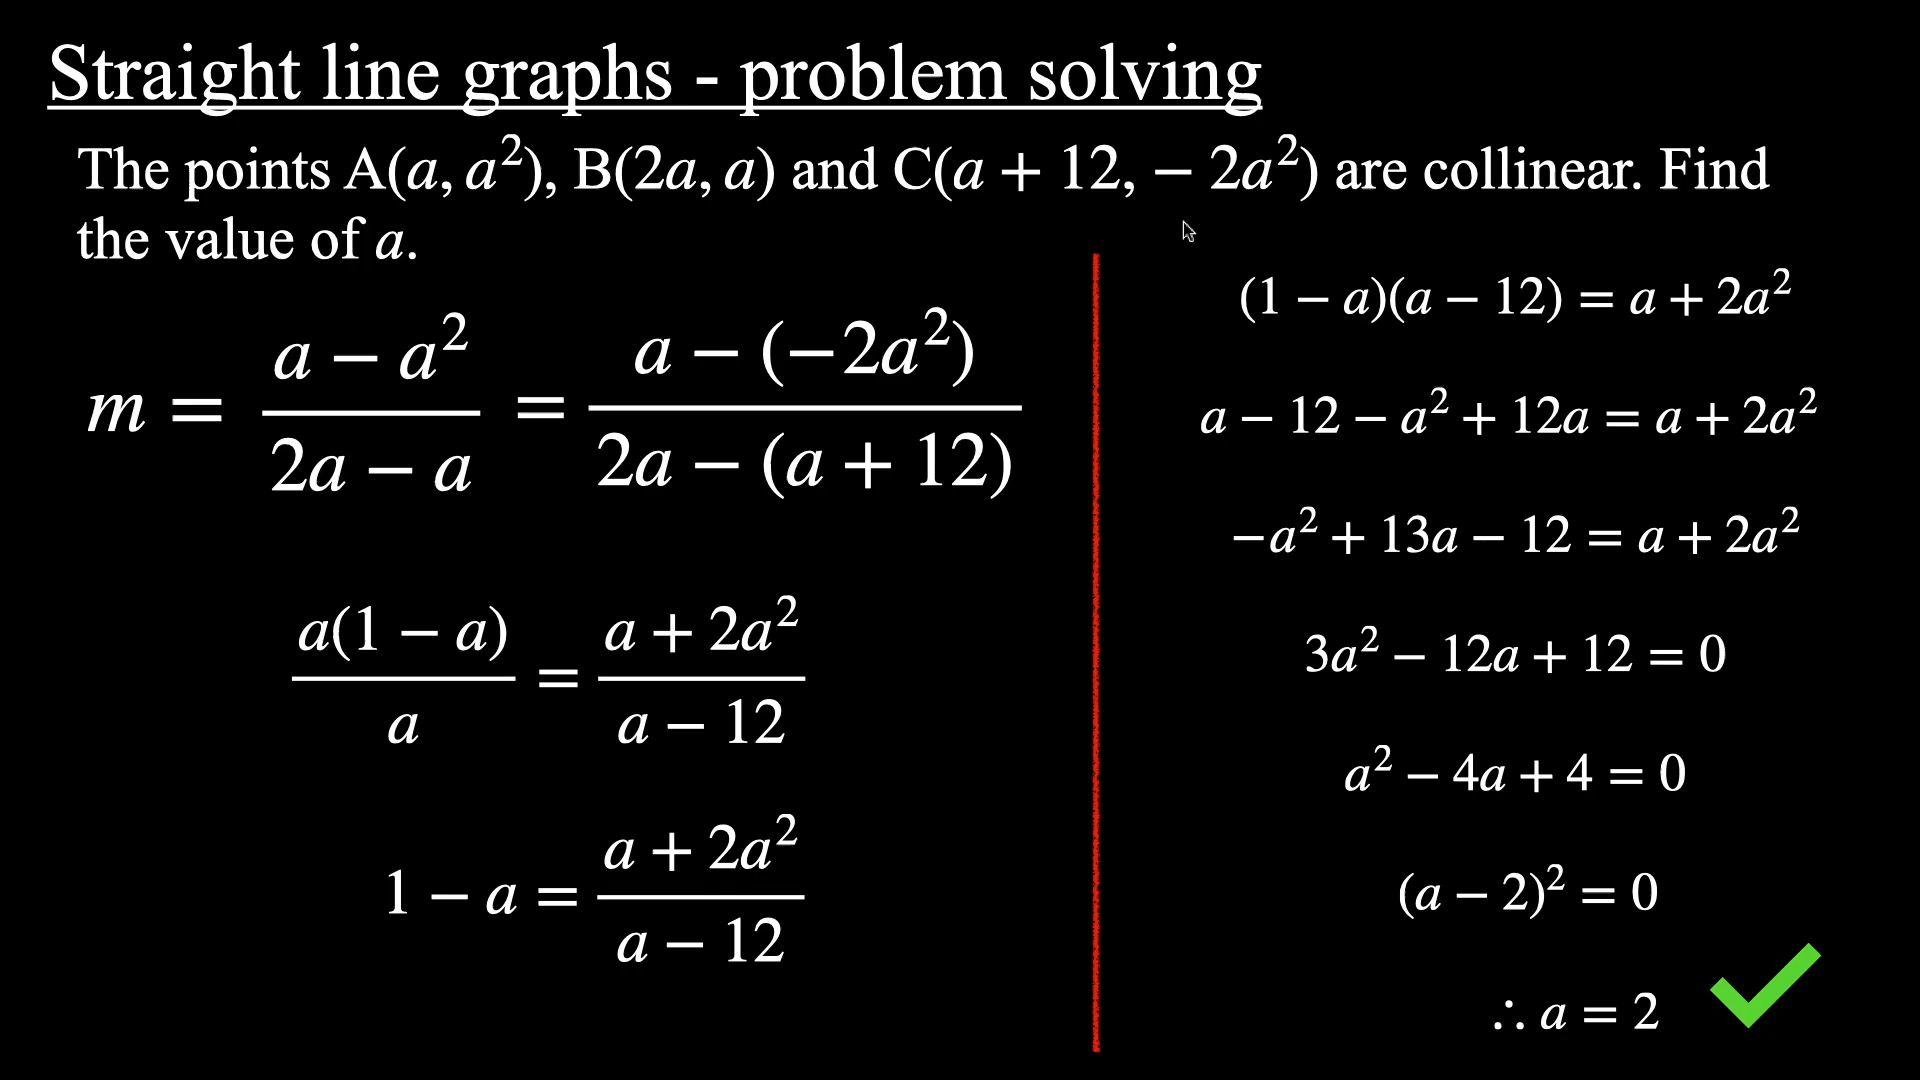 Straight line graphs - problem solving
The points A(a, a²), B(2a, a) and C(a + 12, − 2a²) are collinear. Find
the value of a.
m = (a − a²)/(2a − a) = (a − (−2a²))/(2a − (a + 12))
a(1 − a)/a = (a + 2a²)/(a − 12)
1 − a = (a + 2a²)/(a − 12)
(1 − a)(a − 12) = a + 2a²
a − 12 − a² + 12a = a + 2a²
−a² + 13a − 12 = a + 2a²
3a² − 12a + 12 = 0
a² − 4a + 4 = 0
(a − 2)² = 0
∴ a = 2